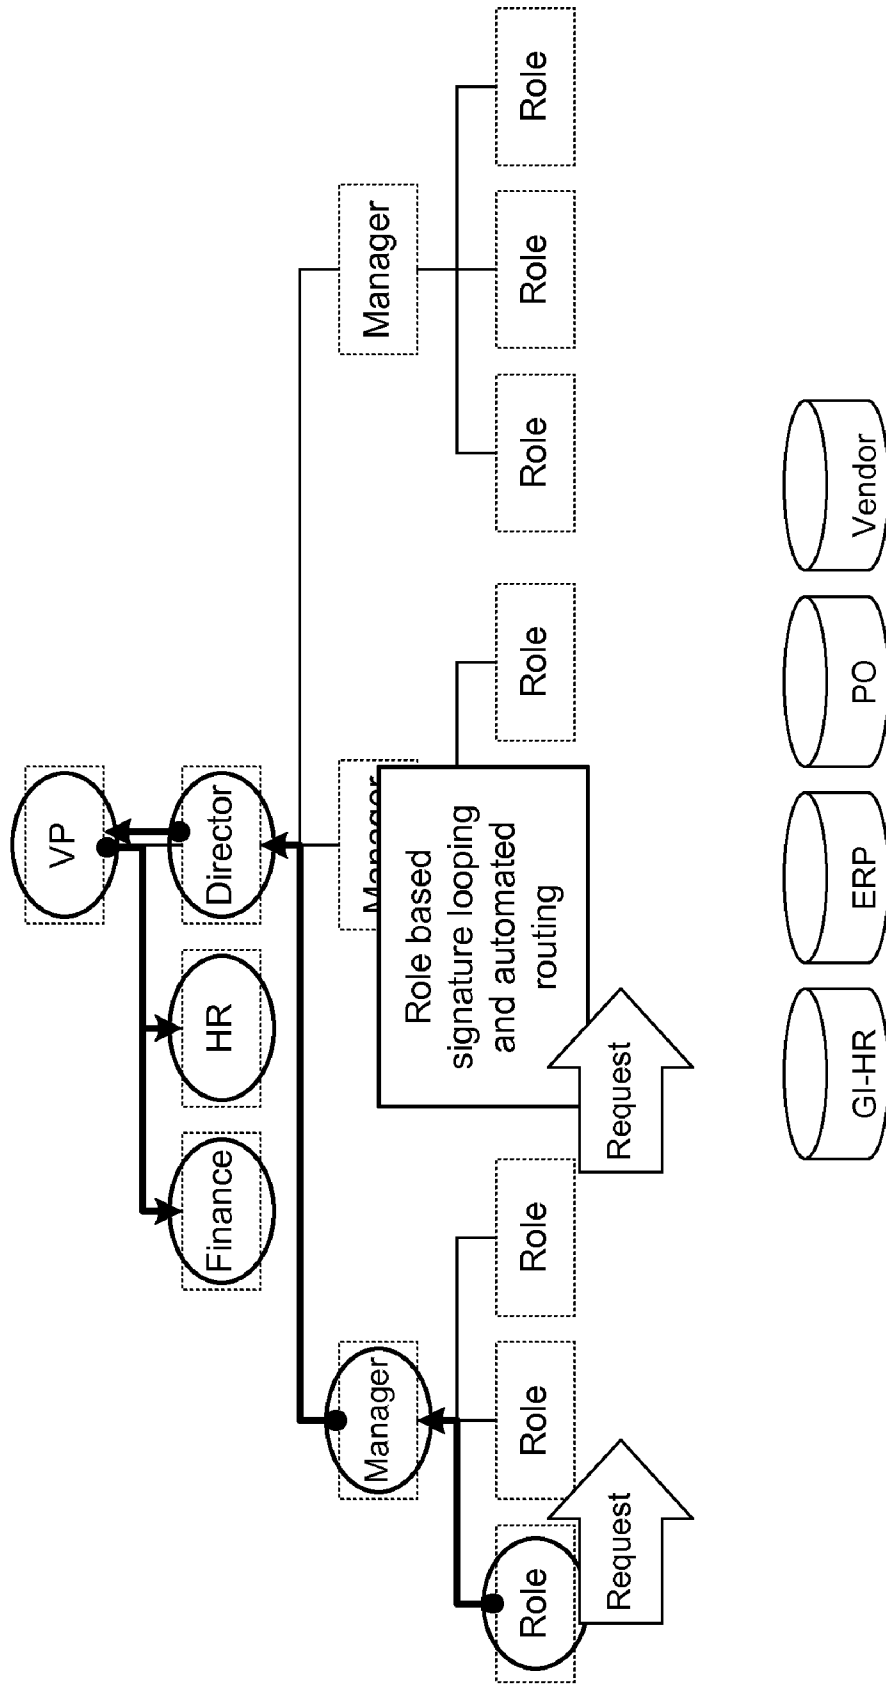 VP
Finance
HR
Director
Manager
Manager
Manager
Role based
signature looping
and automated
routing
Role
Role
Role
Role
Role
Role
Role
Request
Request
GI-HR
ERP
PO
Vendor